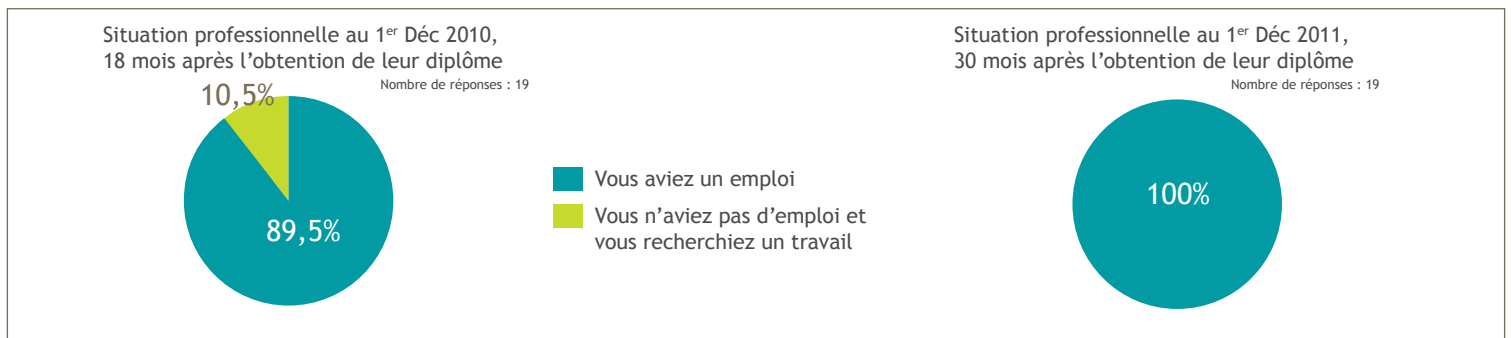 Situation professionnelle au 1er Déc 2010,
18 mois après l'obtention de leur diplôme
Nombre de réponses : 19
10,5%
89,5%
Vous aviez un emploi
Vous n'aviez pas d'emploi et
vous recherchiez un travail
Situation professionnelle au 1er Déc 2011,
30 mois après l'obtention de leur diplôme
Nombre de réponses : 19
100%